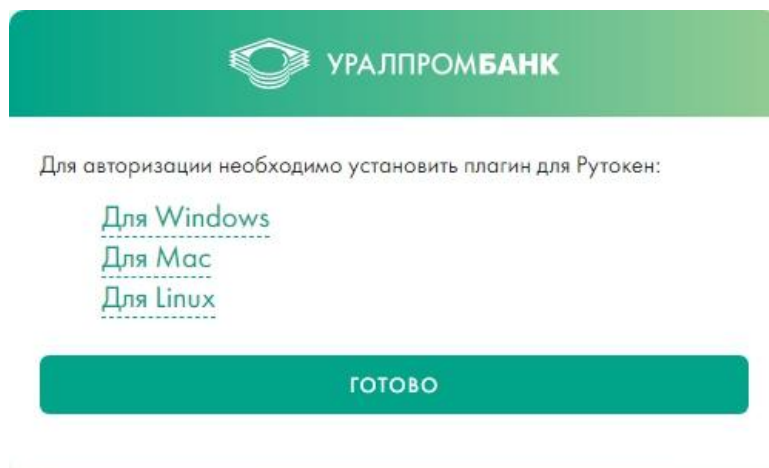 УРАЛПРОМБАНК
Для авторизации необходимо установить плагин для Рутокен:
Для Windows
Для Mac
Для Linux
ГОТОВО